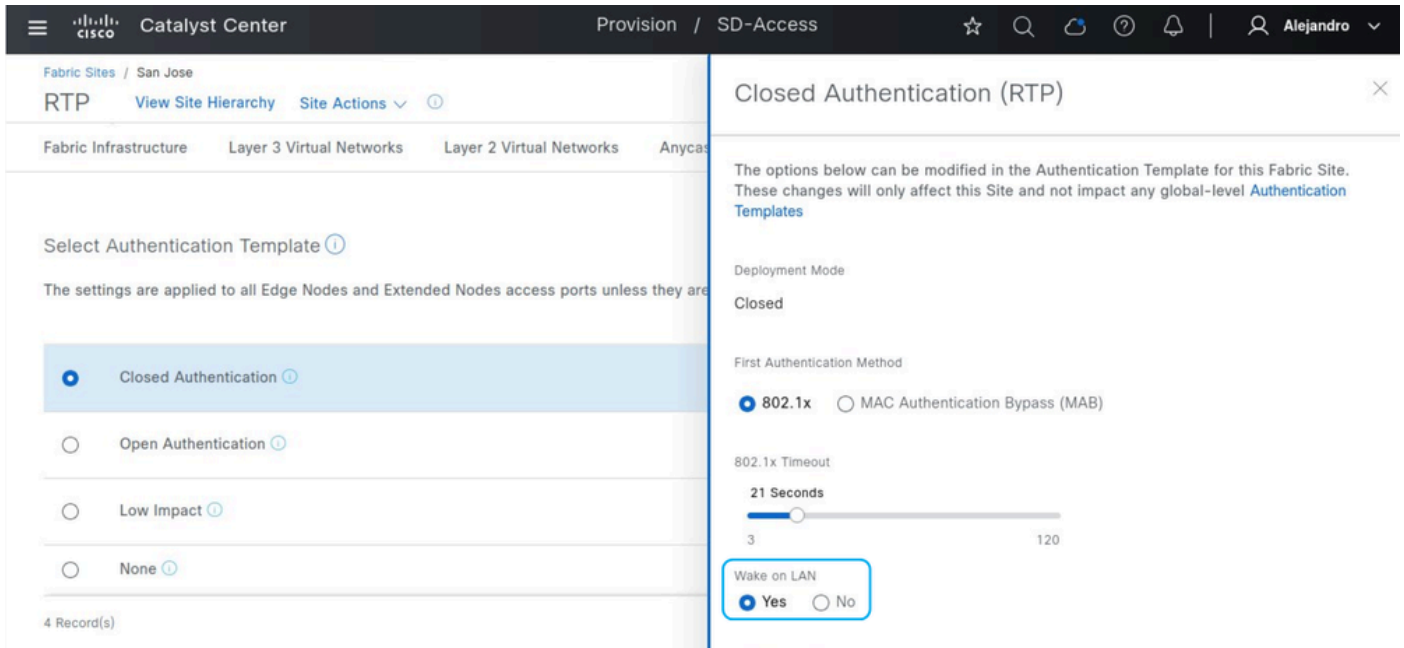 CISCO Catalyst Center Provision / SD-Access Alejandro
Fabric Sites / San Jose
RTP View Site Hierarchy Site Actions
Fabric Infrastructure Layer 3 Virtual Networks Layer 2 Virtual Networks Anycas
Select Authentication Template
The settings are applied to all Edge Nodes and Extended Nodes access ports unless they are
Closed Authentication
Open Authentication
Low Impact
None
4 Record(s)
Closed Authentication (RTP)
The options below can be modified in the Authentication Template for this Fabric Site.
These changes will only affect this Site and not impact any global-level Authentication
Templates
Deployment Mode
Closed
First Authentication Method
802.1x MAC Authentication Bypass (MAB)
802.1x Timeout
21 Seconds
3 120
Wake on LAN
Yes No